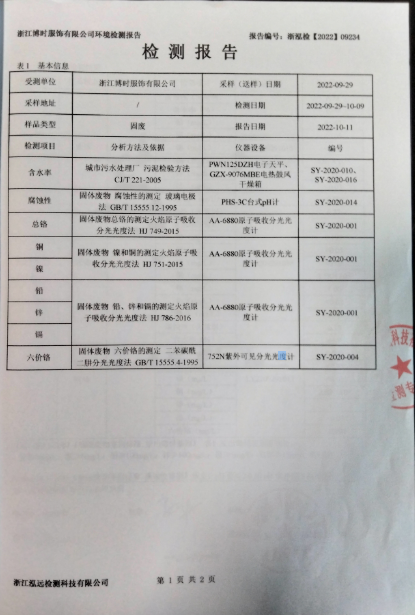 浙江博时服饰有限公司环境检测报告 报告编号：浙泓检【2022】09234
检 测 报 告
表1 基本信息
受测单位 浙江博时服饰有限公司 采样（送样）日期 2022-09-29
采样地址 / 检测日期 2022-09-29~10-09
样品类型 固废 报告日期 2022-10-11
检测项目 分析方法及依据 仪器设备 编号
含水率 城市污水处理厂 污泥检验方法
CJ/T 221-2005 PWN125DZH电子天平、
GZX-9076MBE电热鼓风
干燥箱 SY-2020-010、
SY-2020-016
腐蚀性 固体废物 腐蚀性的测定 玻璃电极
法 GB/T 15555 12-1995 PHS-3C台式pH计 SY-2020-014
总铬 固体废物总铬的测定火焰原子吸收
分光光度法 HJ 749-2015 AA-6880原子吸收分光光
度计 SY-2020-001
铜
镍
固体废物 镍和铜的测定火焰原子吸
收分光光度法 HJ 751-2015 AA-6880原子吸收分光光
度计 SY-2020-001
铅
锌
镉
固体废物 铅、锌和镉的测定火焰原
子吸收分光光度法 HJ 786-2016 AA-6880原子吸收分光光
度计 SY-2020-001
六价铬 固体废物 六价铬的测定 二苯碳酰
二肼分光光度法 GB/T 15555 4-1995 752N紫外可见分光光度计 SY-2020-004
浙江泓远检测科技有限公司 第 1 页 共 2 页